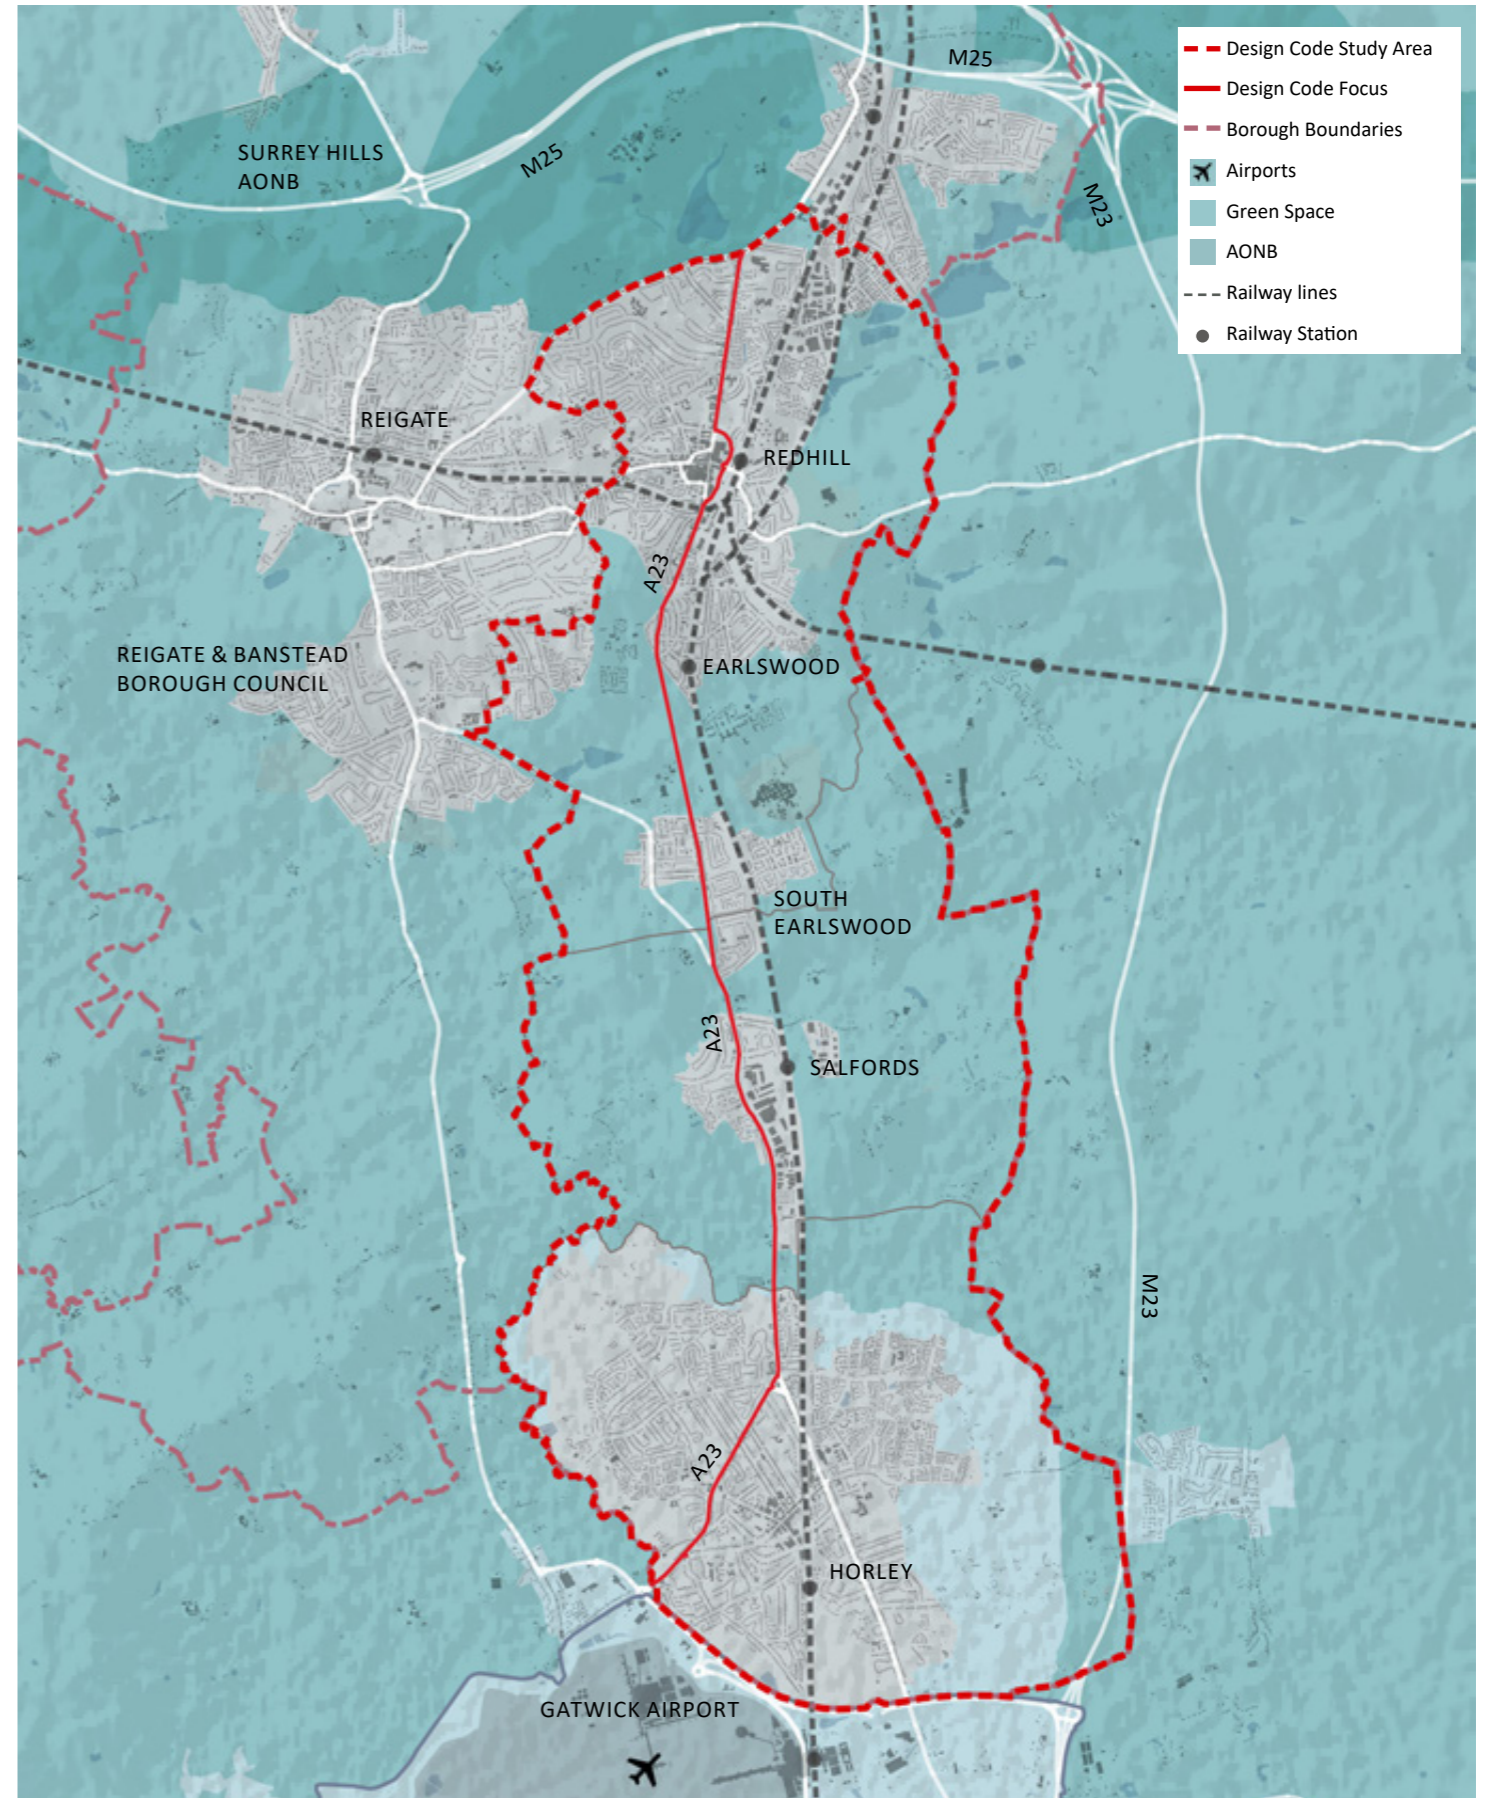 M25
Design Code Study Area
Design Code Focus
Borough Boundaries
Airports
Green Space
AONB
Railway lines
Railway Station
SURREY HILLS
AONB
M25
M23
REIGATE
REDHILL
A23
REIGATE & BANSTEAD
BOROUGH COUNCIL
EARLSWOOD
SOUTH
EARLSWOOD
A23
SALFORDS
M23
A23
HORLEY
GATWICK AIRPORT